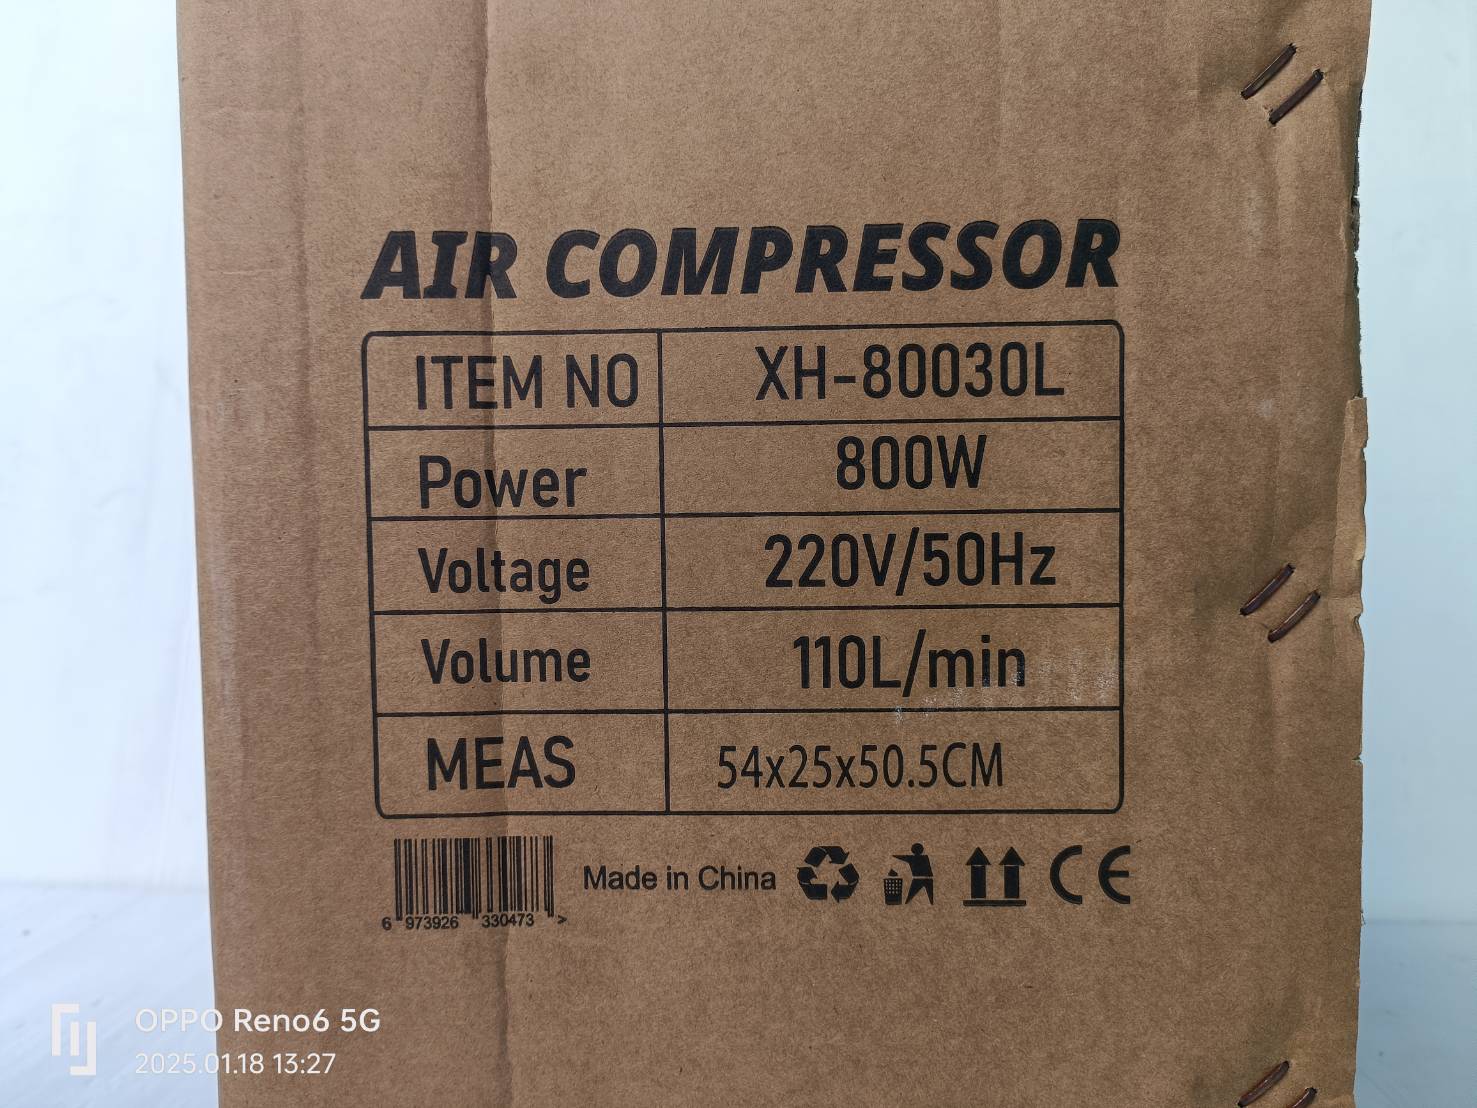 AIR COMPRESSOR
ITEM NO XH-80030L
Power 800W
Voltage 220V/50Hz
Volume 110L/min
MEAS 54x25x50.5CM
6 973926 330473 > Made in China CE
OPPO Reno6 5G
2025.01.18 13:27